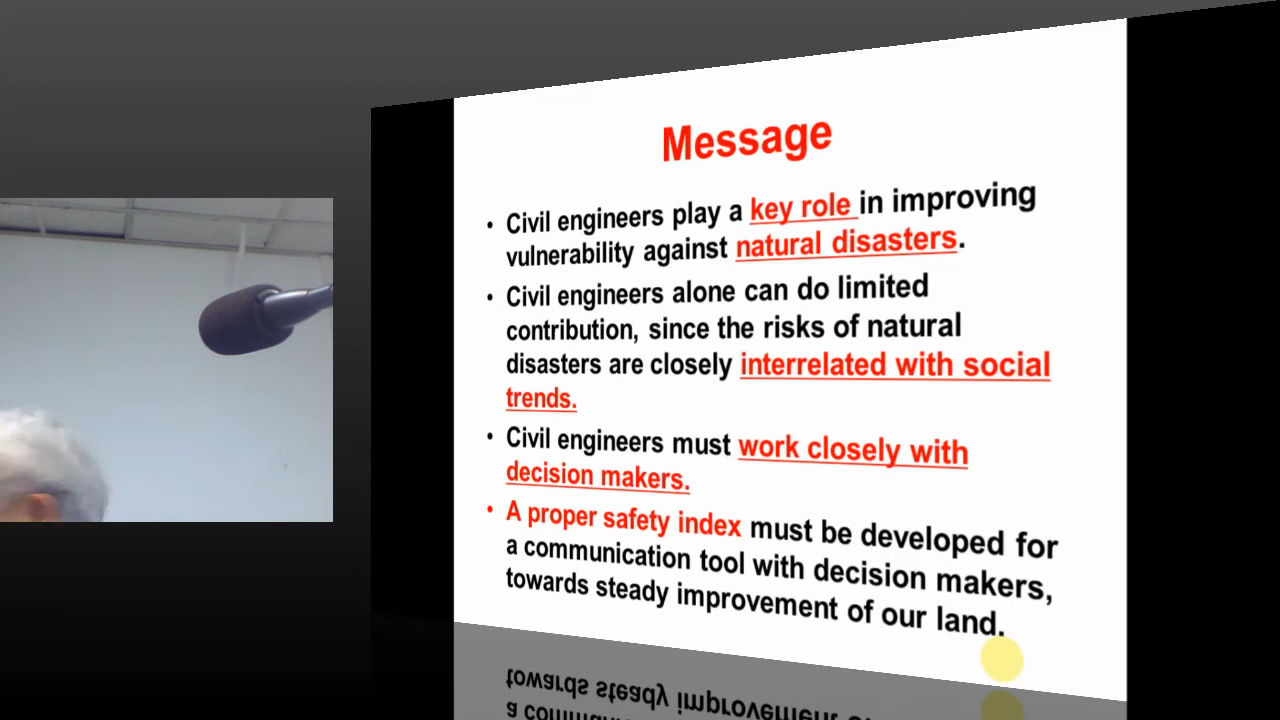 Message
• Civil engineers play a key role in improving
vulnerability against natural disasters.
• Civil engineers alone can do limited
contribution, since the risks of natural
disasters are closely interrelated with social
trends.
• Civil engineers must work closely with
decision makers.
• A proper safety index must be developed for
a communication tool with decision makers,
towards steady improvement of our land.